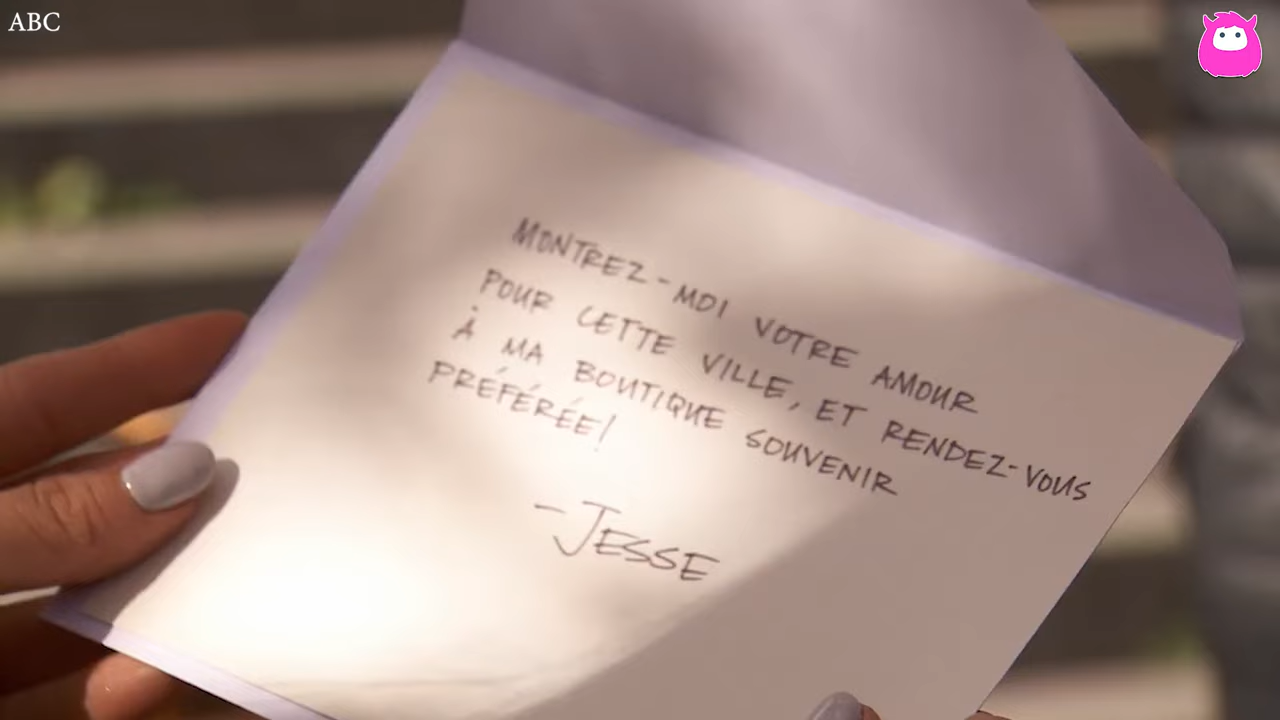 ABC
MONTREZ-MOI VOTRE AMOUR
POUR CETTE VILLE, ET RENDEZ-VOUS
À MA BOUTIQUE SOUVENIR
PRÉFÉRÉE!
-JESSE